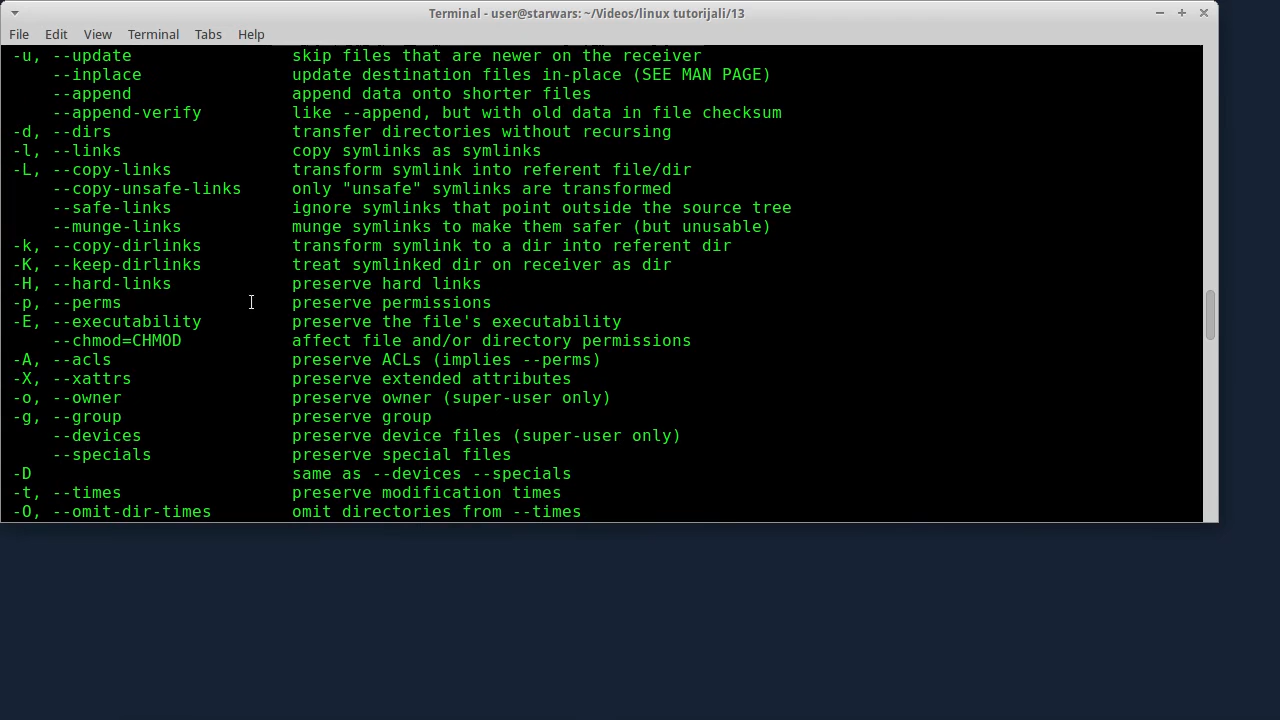 Terminal - user@starwars: ~/Videos/linux tutorijali/13
File Edit View Terminal Tabs Help
-u, --update                skip files that are newer on the receiver
    --inplace               update destination files in-place (SEE MAN PAGE)
    --append                append data onto shorter files
    --append-verify         like --append, but with old data in file checksum
-d, --dirs                  transfer directories without recursing
-l, --links                 copy symlinks as symlinks
-L, --copy-links            transform symlink into referent file/dir
    --copy-unsafe-links     only "unsafe" symlinks are transformed
    --safe-links            ignore symlinks that point outside the source tree
    --munge-links           munge symlinks to make them safer (but unusable)
-k, --copy-dirlinks         transform symlink to a dir into referent dir
-K, --keep-dirlinks         treat symlinked dir on receiver as dir
-H, --hard-links            preserve hard links
-p, --perms                 preserve permissions
-E, --executability         preserve the file's executability
    --chmod=CHMOD           affect file and/or directory permissions
-A, --acls                  preserve ACLs (implies --perms)
-X, --xattrs                preserve extended attributes
-o, --owner                 preserve owner (super-user only)
-g, --group                 preserve group
    --devices               preserve device files (super-user only)
    --specials              preserve special files
-D                          same as --devices --specials
-t, --times                 preserve modification times
-O, --omit-dir-times        omit directories from --times